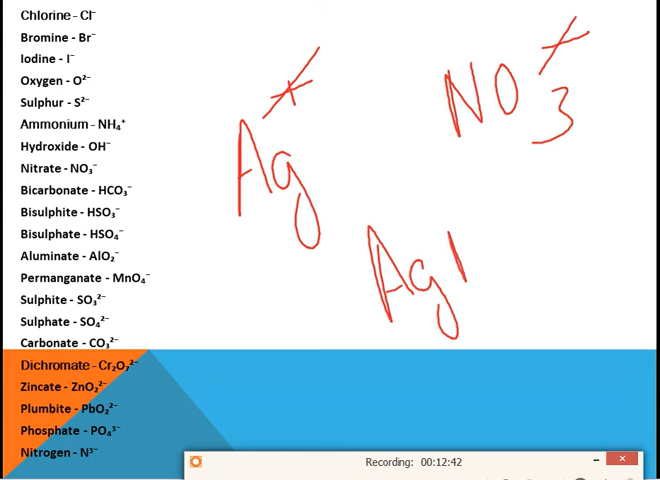 Chlorine - Cl⁻
Bromine - Br⁻
Iodine - I⁻
Oxygen - O²⁻
Sulphur - S²⁻
Ammonium - NH₄⁺
Hydroxide - OH⁻
Nitrate - NO₃⁻
Bicarbonate - HCO₃⁻
Bisulphite - HSO₃⁻
Bisulphate - HSO₄⁻
Aluminate - AlO₂⁻
Permanganate - MnO₄⁻
Sulphite - SO₃²⁻
Sulphate - SO₄²⁻
Carbonate - CO₃²⁻
Dichromate - Cr₂O₇²⁻
Zincate - ZnO₂²⁻
Plumbite - PbO₂²⁻
Phosphate - PO₄³⁻
Nitrogen - N³⁻
Ag⁺
NO₃
Ag
Recording: 00:12:42